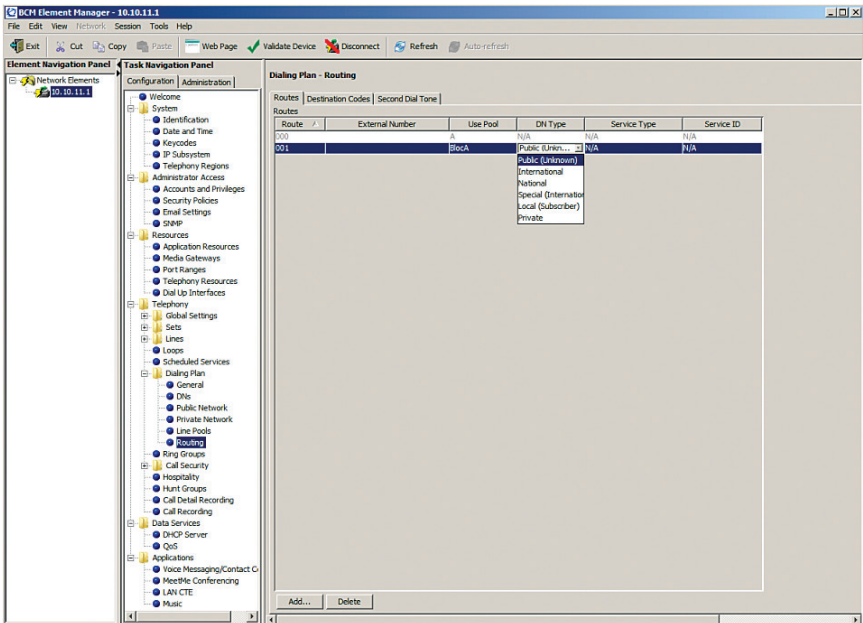 BCM Element Manager - 10.10.11.1
File Edit View Network Session Tools Help
Exit Cut Copy Paste Web Page Validate Device Disconnect Refresh Auto-refresh
Element Navigation Panel
Network Elements
10.10.11.1
Task Navigation Panel
Configuration Administration
Welcome
System
Identification
Date and Time
Keycodes
IP Subsystem
Telephony Regions
Administrator Access
Accounts and Privileges
Security Policies
Email Settings
SNMP
Resources
Application Resources
Media Gateways
Port Ranges
Telephony Resources
Dial Up Interfaces
Telephony
Global Settings
Sets
Lines
Loops
Scheduled Services
Dialing Plan
General
DNs
Public Network
Private Network
Line Pools
Routing
Ring Groups
Call Security
Hospitality
Hunt Groups
Call Detail Recording
Call Recording
Data Services
DHCP Server
QoS
Applications
Voice Messaging/Contact C
MeetMe Conferencing
LAN CTE
Music
Dialing Plan - Routing
Routes Destination Codes Second Dial Tone
Routes
Route External Number Use Pool DN Type Service Type Service ID
000 A N/A N/A N/A
001 BlocA Public (Unkn... N/A N/A
Public (Unknown)
International
National
Special (Internation
Local (Subscriber)
Private
Add... Delete